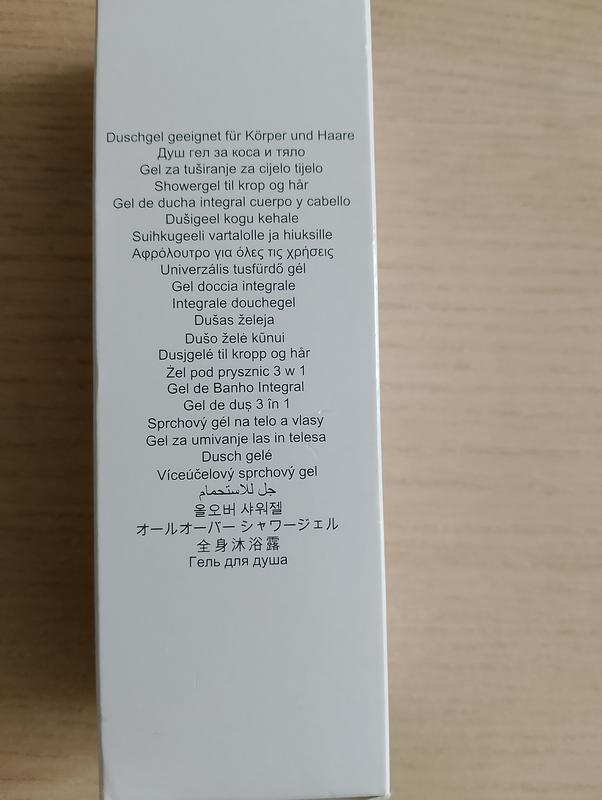 Duschgel geeignet für Körper und Haare
Душ гел за коса и тяло
Gel za tuširanje za cijelo tijelo
Showergel til krop og hår
Gel de ducha integral cuerpo y cabello
Dušigeel kogu kehale
Suihkugeeli vartalolle ja hiuksille
Αφρόλουτρο για όλες τις χρήσεις
Univerzális tusfürdő gél
Gel doccia integrale
Integrale douchegel
Dušas želeja
Dušo želė kūnui
Dusjgelé til kropp og hår
Żel pod prysznic 3 w 1
Gel de Banho Integral
Gel de duș 3 în 1
Sprchový gél na telo a vlasy
Gel za umivanje las in telesa
Dusch gelé
Víceúčelový sprchový gel
جل للاستحمام
올오버 샤워젤
オールオーバー シャワージェル
全身沐浴露
Гель для душа